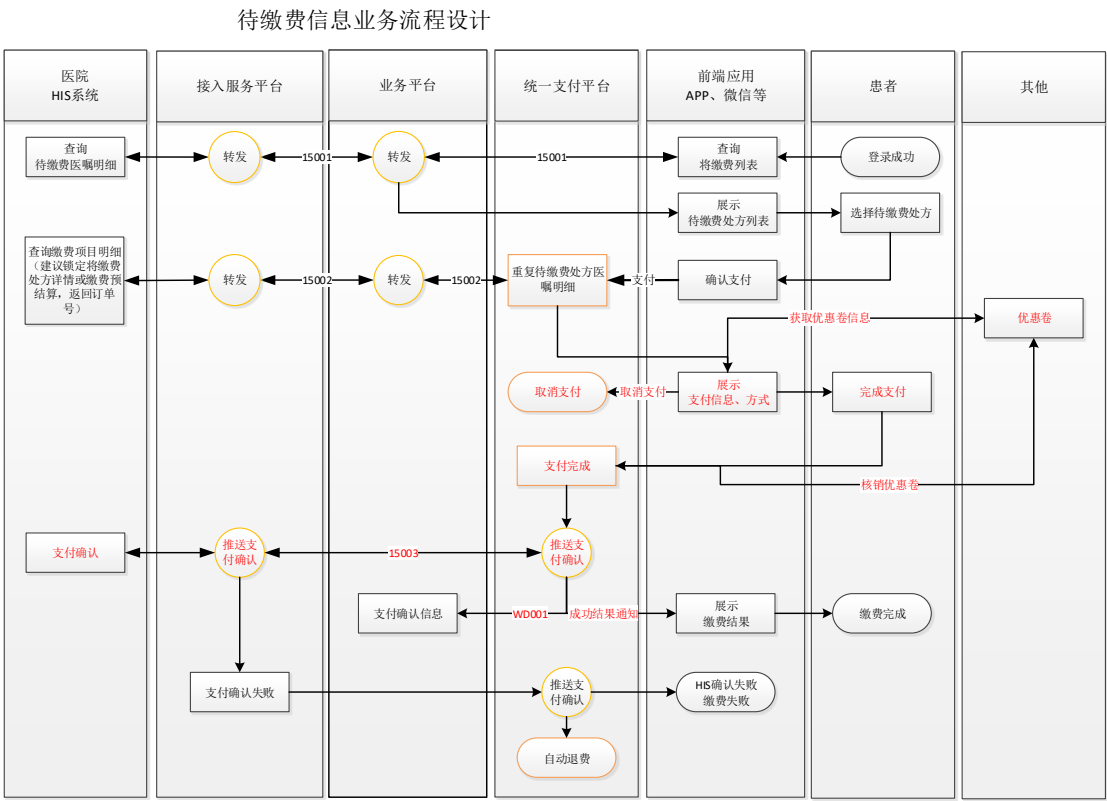 待缴费信息业务流程设计
医院
HIS系统
接入服务平台
业务平台
统一支付平台
前端应用
APP、微信等
患者
其他
查询
待缴费医嘱明细
转发
15001
转发
15001
查询
将缴费列表
登录成功
展示
待缴费处方列表
选择待缴费处方
查询缴费项目明细
（建议锁定将缴费
处方详情或缴费预
结算，返回订单
号）
转发
15002
转发
15002
重复待缴费处方医
嘱明细
支付
确认支付
获取优惠卷信息
优惠卷
取消支付
取消支付
展示
支付信息、方式
完成支付
支付完成
核销优惠卷
支付确认
推送支
付确认
15003
推送支
付确认
支付确认信息
WD001
成功结果通知
展示
缴费结果
缴费完成
支付确认失败
推送支
付确认
HIS确认失败
缴费失败
自动退费